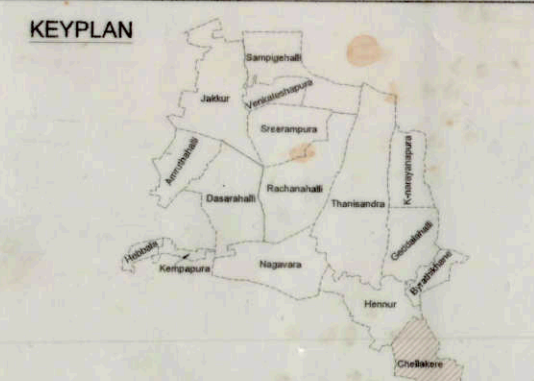 KEYPLAN
Sampigehalli
Jakkur
Venkateshapura
Sreerampura
Amruthahalli
Dasarahalli
Rachanahalli
Thanisandra
K-narayanapura
Geddalahalli
Hebbala
Kempapura
Nagavara
Byrathikhane
Hennur
Chellakere